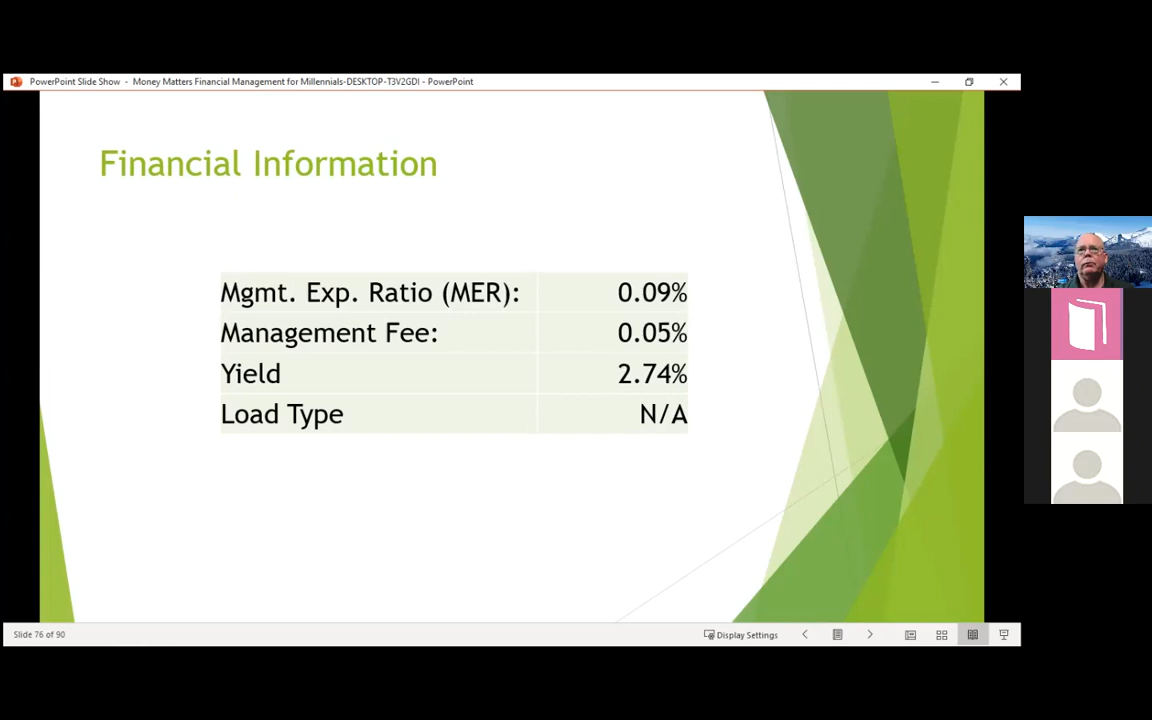 PowerPoint Slide Show - Money Matters Financial Management for Millennials-DESKTOP-T3V2GDI - PowerPoint
Financial Information
Mgmt. Exp. Ratio (MER): 0.09%
Management Fee: 0.05%
Yield 2.74%
Load Type N/A
Slide 76 of 90 Display Settings